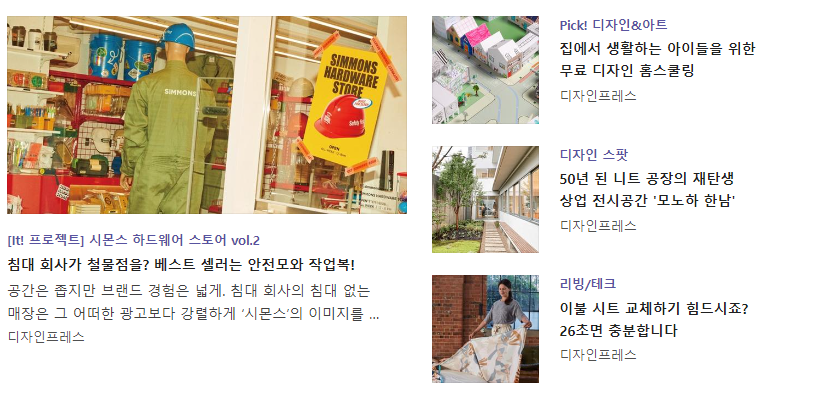 SIMMONS
SIMMONS
HARDWARE
STORE
OPEN
[It! 프로젝트] 시몬스 하드웨어 스토어 vol.2
침대 회사가 철물점을? 베스트 셀러는 안전모와 작업복!
공간은 좁지만 브랜드 경험은 넓게. 침대 회사의 침대 없는
매장은 그 어떠한 광고보다 강렬하게 ‘시몬스’의 이미지를 ...
디자인프레스
Pick! 디자인&아트
집에서 생활하는 아이들을 위한
무료 디자인 홈스쿨링
디자인프레스
디자인 스팟
50년 된 니트 공장의 재탄생
상업 전시공간 '모노하 한남'
디자인프레스
리빙/테크
이불 시트 교체하기 힘드시죠?
26초면 충분합니다
디자인프레스